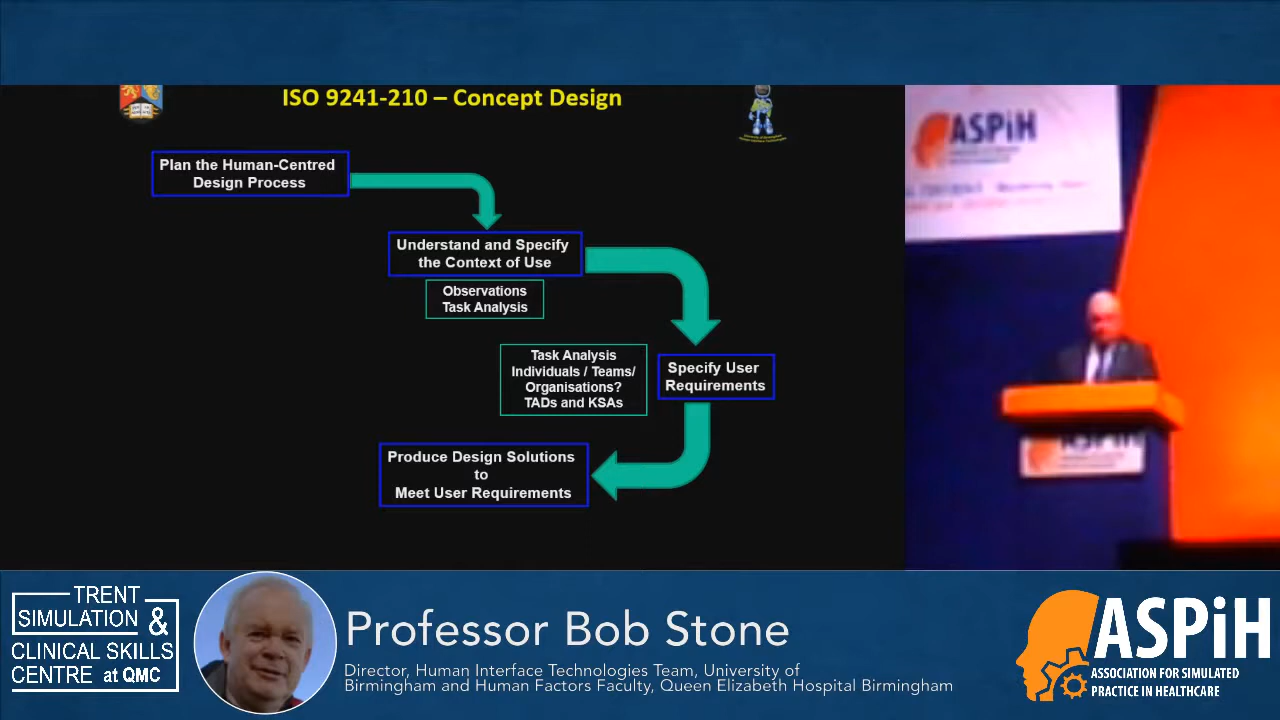 ISO 9241-210 – Concept Design
Plan the Human-Centred
Design Process
Understand and Specify
the Context of Use
Observations
Task Analysis
Task Analysis
Individuals / Teams/
Organisations?
TADs and KSAs
Specify User
Requirements
Produce Design Solutions
to
Meet User Requirements
ASPiH
ASPiH
TRENT
SIMULATION &
CLINICAL SKILLS
CENTRE at QMC
Professor Bob Stone
Director, Human Interface Technologies Team, University of
Birmingham and Human Factors Faculty, Queen Elizabeth Hospital Birmingham
ASPiH
ASSOCIATION FOR SIMULATED
PRACTICE IN HEALTHCARE